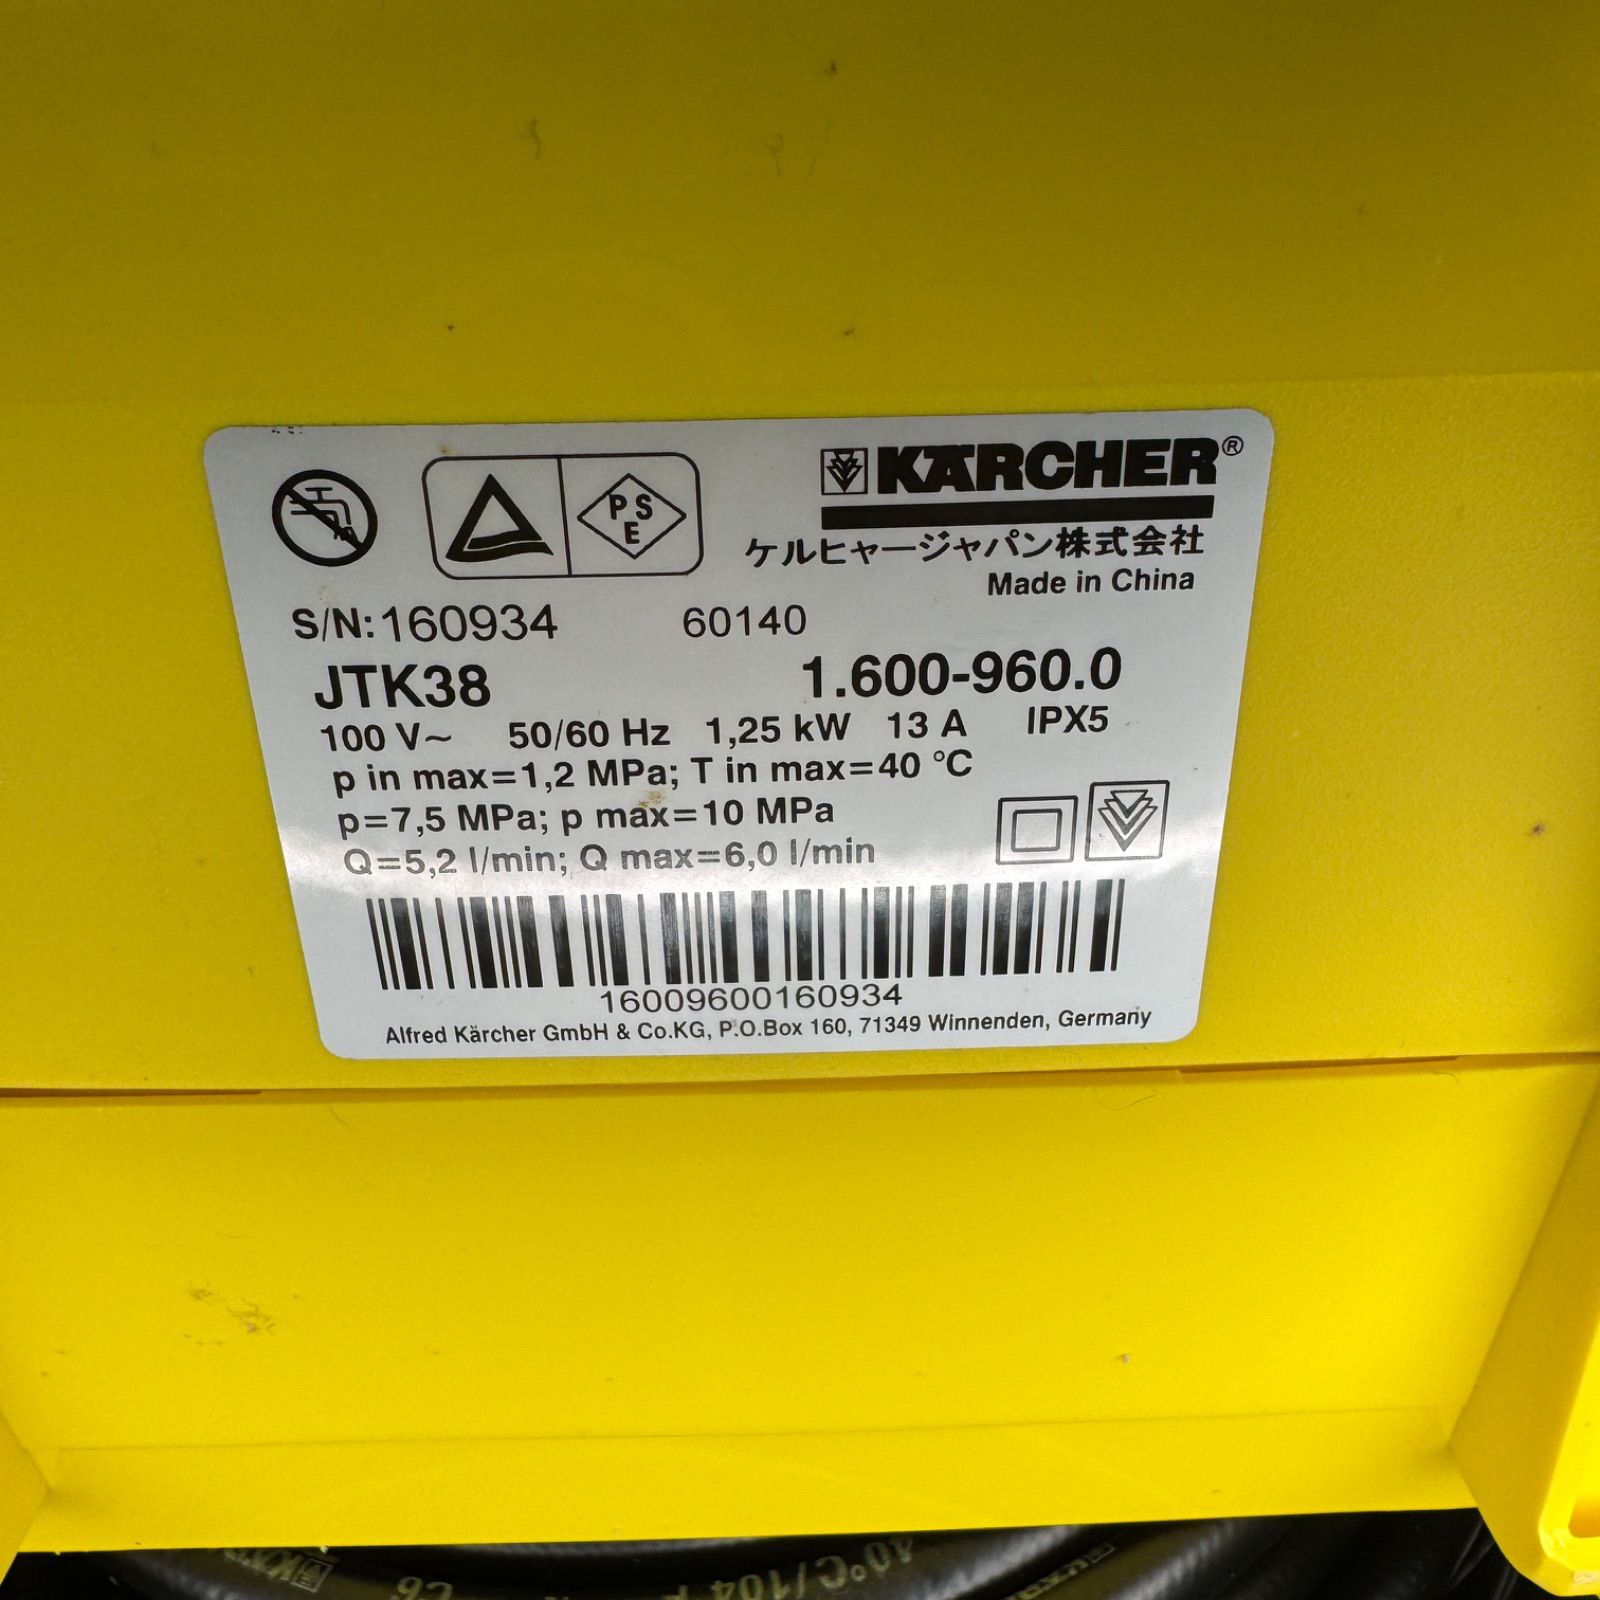 KÄRCHER®
P S
E
ケルヒャージャパン株式会社
Made in China
S/N:160934 60140
JTK38 1.600-960.0
100 V~ 50/60 Hz 1,25 kW 13 A IPX5
p in max=1,2 MPa; T in max=40 °C
p=7,5 MPa; p max=10 MPa
Q=5,2 l/min; Q max=6,0 l/min
16009600160934
Alfred Kärcher GmbH & Co.KG, P.O.Box 160, 71349 Winnenden, Germany
40°C/104